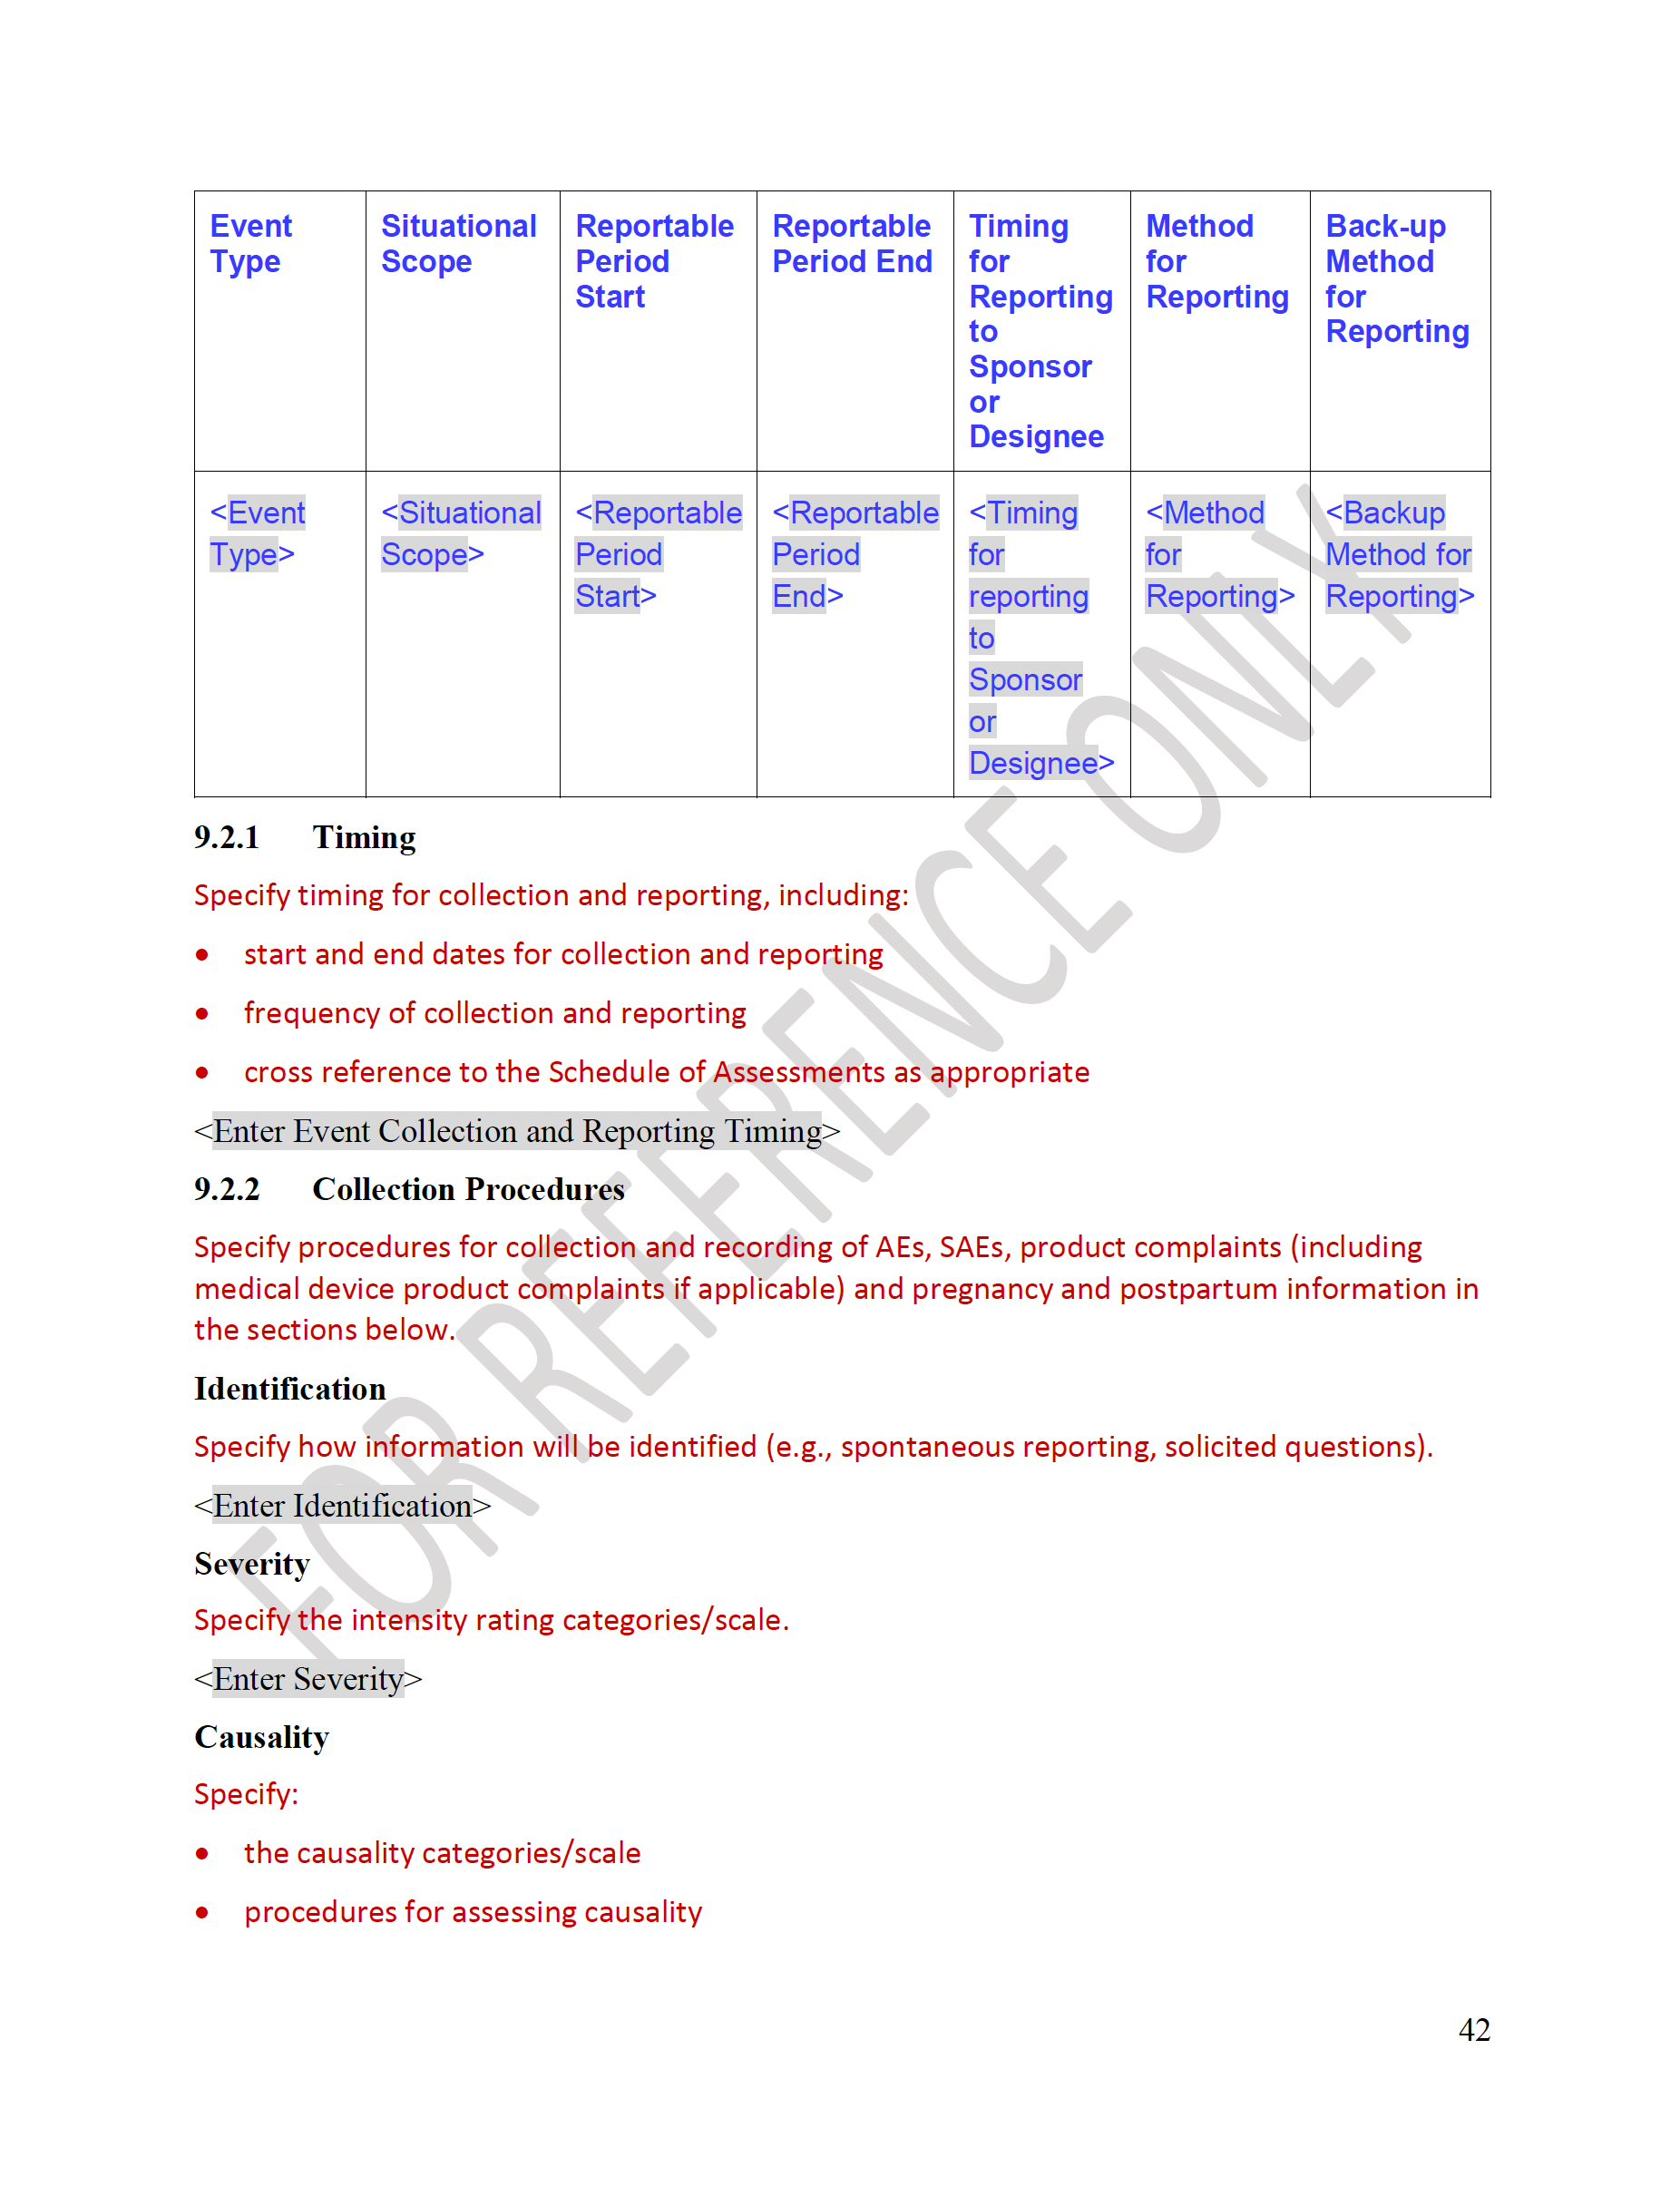 Event Type
Situational Scope
Reportable Period Start
Reportable Period End
Timing for Reporting to Sponsor or Designee
Method for Reporting
Back-up Method for Reporting
<Event Type>
<Situational Scope>
<Reportable Period Start>
<Reportable Period End>
<Timing for reporting to Sponsor or Designee>
<Method for Reporting>
<Backup Method for Reporting>
9.2.1 Timing
Specify timing for collection and reporting, including:
• start and end dates for collection and reporting
• frequency of collection and reporting
• cross reference to the Schedule of Assessments as appropriate
<Enter Event Collection and Reporting Timing>
9.2.2 Collection Procedures
Specify procedures for collection and recording of AEs, SAEs, product complaints (including
medical device product complaints if applicable) and pregnancy and postpartum information in
the sections below.
Identification
Specify how information will be identified (e.g., spontaneous reporting, solicited questions).
<Enter Identification>
Severity
Specify the intensity rating categories/scale.
<Enter Severity>
Causality
Specify:
• the causality categories/scale
• procedures for assessing causality
42
FOR REFERENCE ONLY